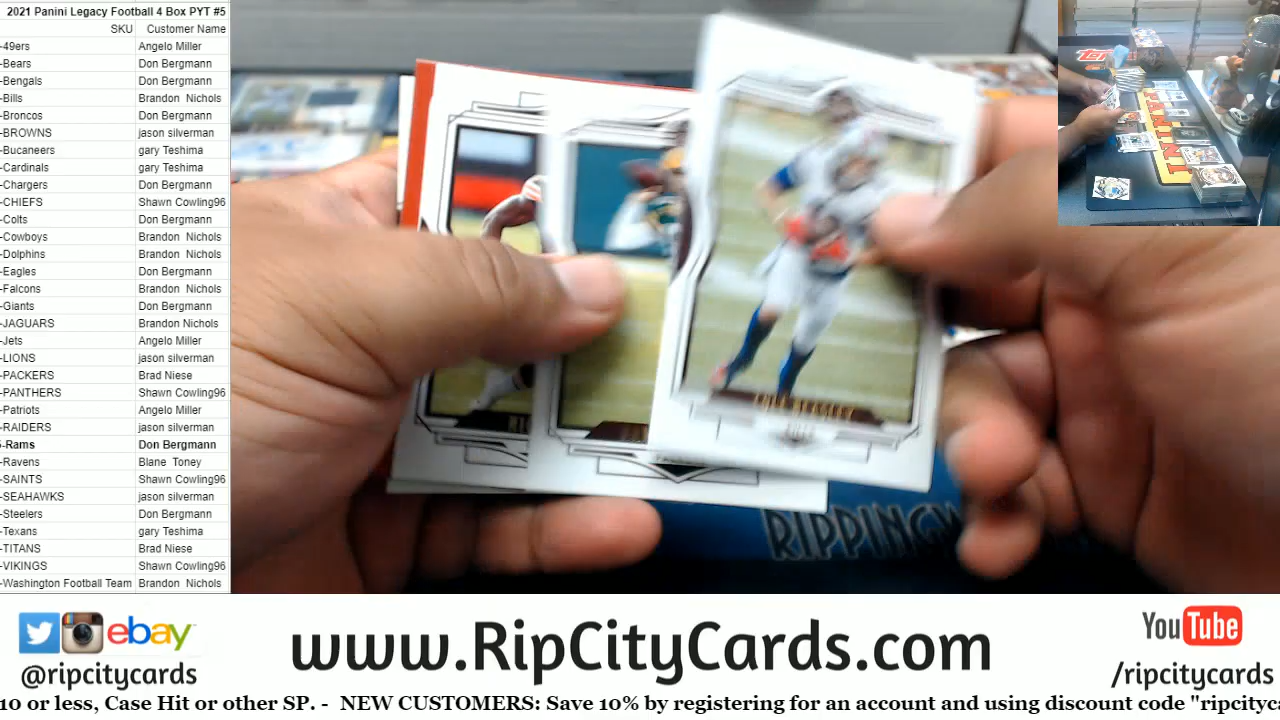 2021 Panini Legacy Football 4 Box PYT #5
SKU Customer Name
-49ers Angelo Miller
-Bears Don Bergmann
-Bengals Don Bergmann
-Bills Brandon Nichols
-Broncos Don Bergmann
-BROWNS jason silverman
-Bucaneers gary Teshima
-Cardinals gary Teshima
-Chargers Don Bergmann
-CHIEFS Shawn Cowling96
-Colts Don Bergmann
-Cowboys Brandon Nichols
-Dolphins Brandon Nichols
-Eagles Don Bergmann
-Falcons Brandon Nichols
-Giants Don Bergmann
-JAGUARS Brandon Nichols
-Jets Angelo Miller
-LIONS jason silverman
-PACKERS Brad Niese
-PANTHERS Shawn Cowling96
-Patriots Angelo Miller
-RAIDERS jason silverman
-Rams Don Bergmann
-Ravens Blane Toney
-SAINTS Shawn Cowling96
-SEAHAWKS jason silverman
-Steelers Don Bergmann
-Texans gary Teshima
-TITANS Brad Niese
-VIKINGS Shawn Cowling96
-Washington Football Team Brandon Nichols
COLE BEASLEY
PANINI
ebay
@ripcitycards
www.RipCityCards.com
YouTube
/ripcitycards
10 or less, Case Hit or other SP. - NEW CUSTOMERS: Save 10% by registering for an account and using discount code "ripcityc